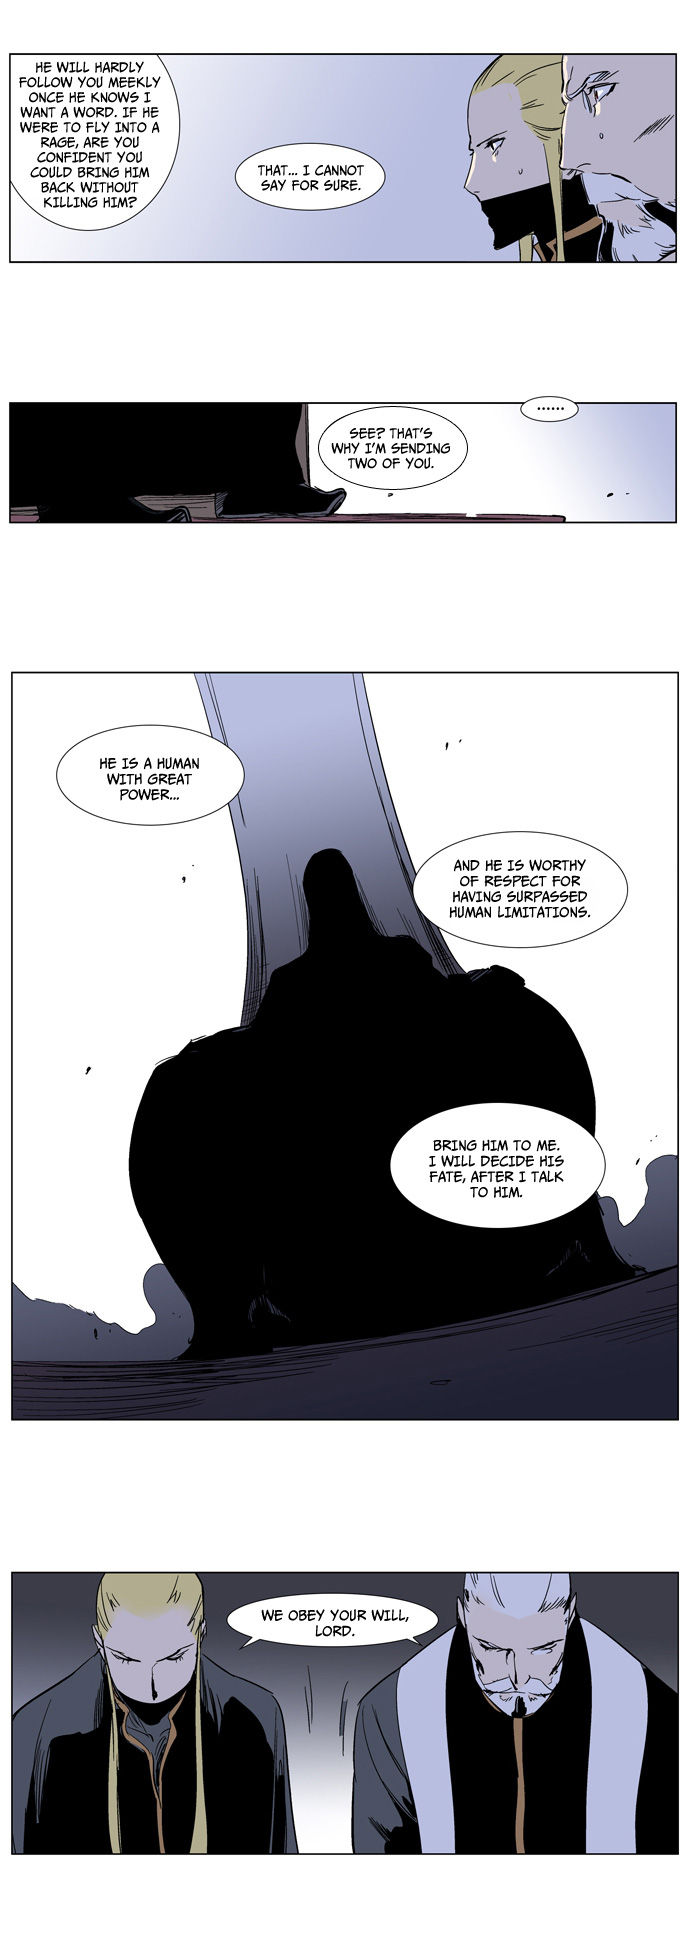 HE WILL HARDLY
FOLLOW YOU MEEKLY
ONCE HE KNOWS I
WANT A WORD. IF HE
WERE TO FLY INTO A
RAGE, ARE YOU
CONFIDENT YOU
COULD BRING HIM
BACK WITHOUT
KILLING HIM?
THAT... I CANNOT
SAY FOR SURE.
......
SEE? THAT'S
WHY I'M SENDING
TWO OF YOU.
HE IS A HUMAN
WITH GREAT
POWER...
AND HE IS WORTHY
OF RESPECT FOR
HAVING SURPASSED
HUMAN LIMITATIONS.
BRING HIM TO ME.
I WILL DECIDE HIS
FATE, AFTER I TALK
TO HIM.
WE OBEY YOUR WILL,
LORD.